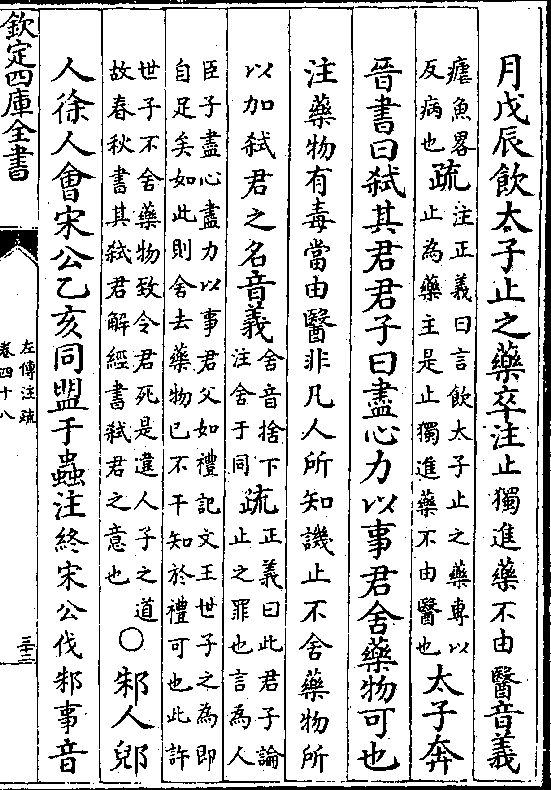 月戊辰飲太子止之藥卒注止獨進藥不由醫音義
瘧魚畧
反病也疏注正義曰言飲太子止之藥專以
止為藥主是止獨進藥不由醫也太子奔
晉書曰弑其君君子曰盡心力以事君舍藥物可也
注藥物有毒當由醫非凡人所知譏止不舍藥物所
以加弑君之名音義舍音捨下
注舍于同疏正義曰此君子論
止之罪也言為人
臣子盡心盡力以事君父如禮記文王世子之為即
自足矣如此則舍去藥物已不干知於禮可也此許
世子不舍藥物致令君死是違人子之道
故春秋書其弑君解經書弑君之意也○邾人郳
人徐人會宋公乙亥同盟于蟲注終宋公伐邾事音
欽定四庫全書
左傳注疏
卷四十八
三十三